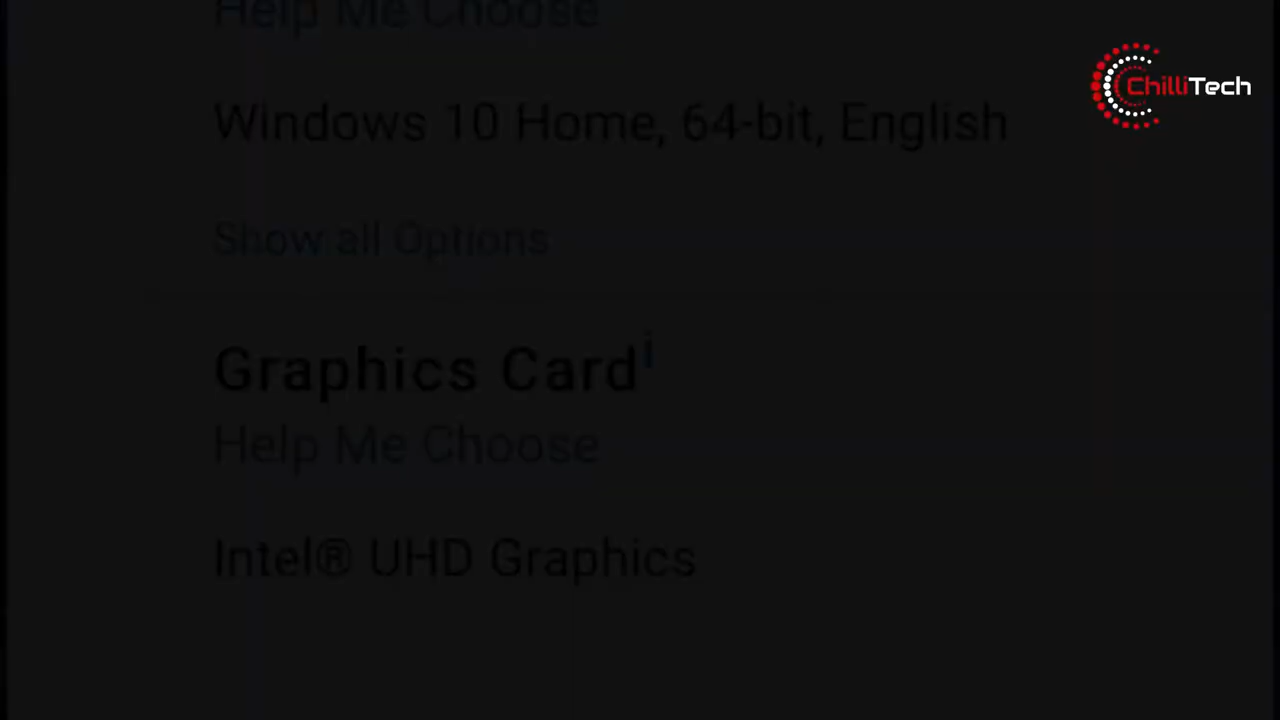 Help Me Choose
ChilliTech
Windows 10 Home, 64-bit, English
Show all Options
Graphics Card i
Help Me Choose
Intel® UHD Graphics